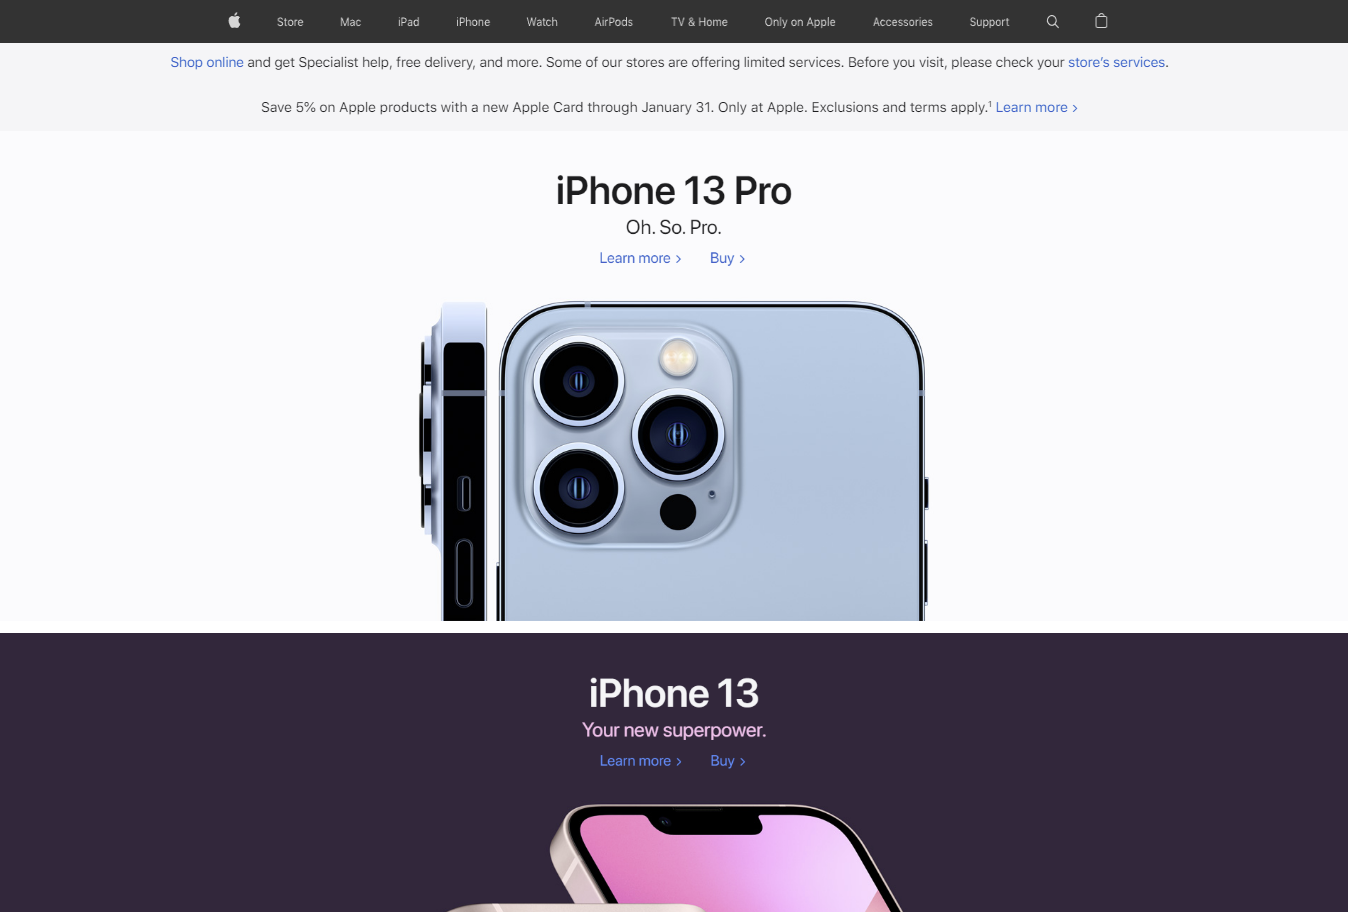 Store Mac iPad iPhone Watch AirPods TV & Home Only on Apple Accessories Support
Shop online and get Specialist help, free delivery, and more. Some of our stores are offering limited services. Before you visit, please check your store’s services.
Save 5% on Apple products with a new Apple Card through January 31. Only at Apple. Exclusions and terms apply.¹ Learn more >
iPhone 13 Pro
Oh. So. Pro.
Learn more > Buy >
iPhone 13
Your new superpower.
Learn more > Buy >